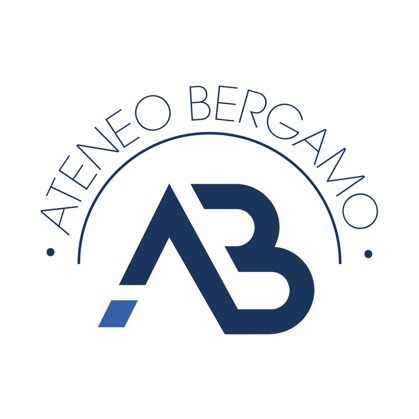 · ATENEO BERGAMO ·
AB